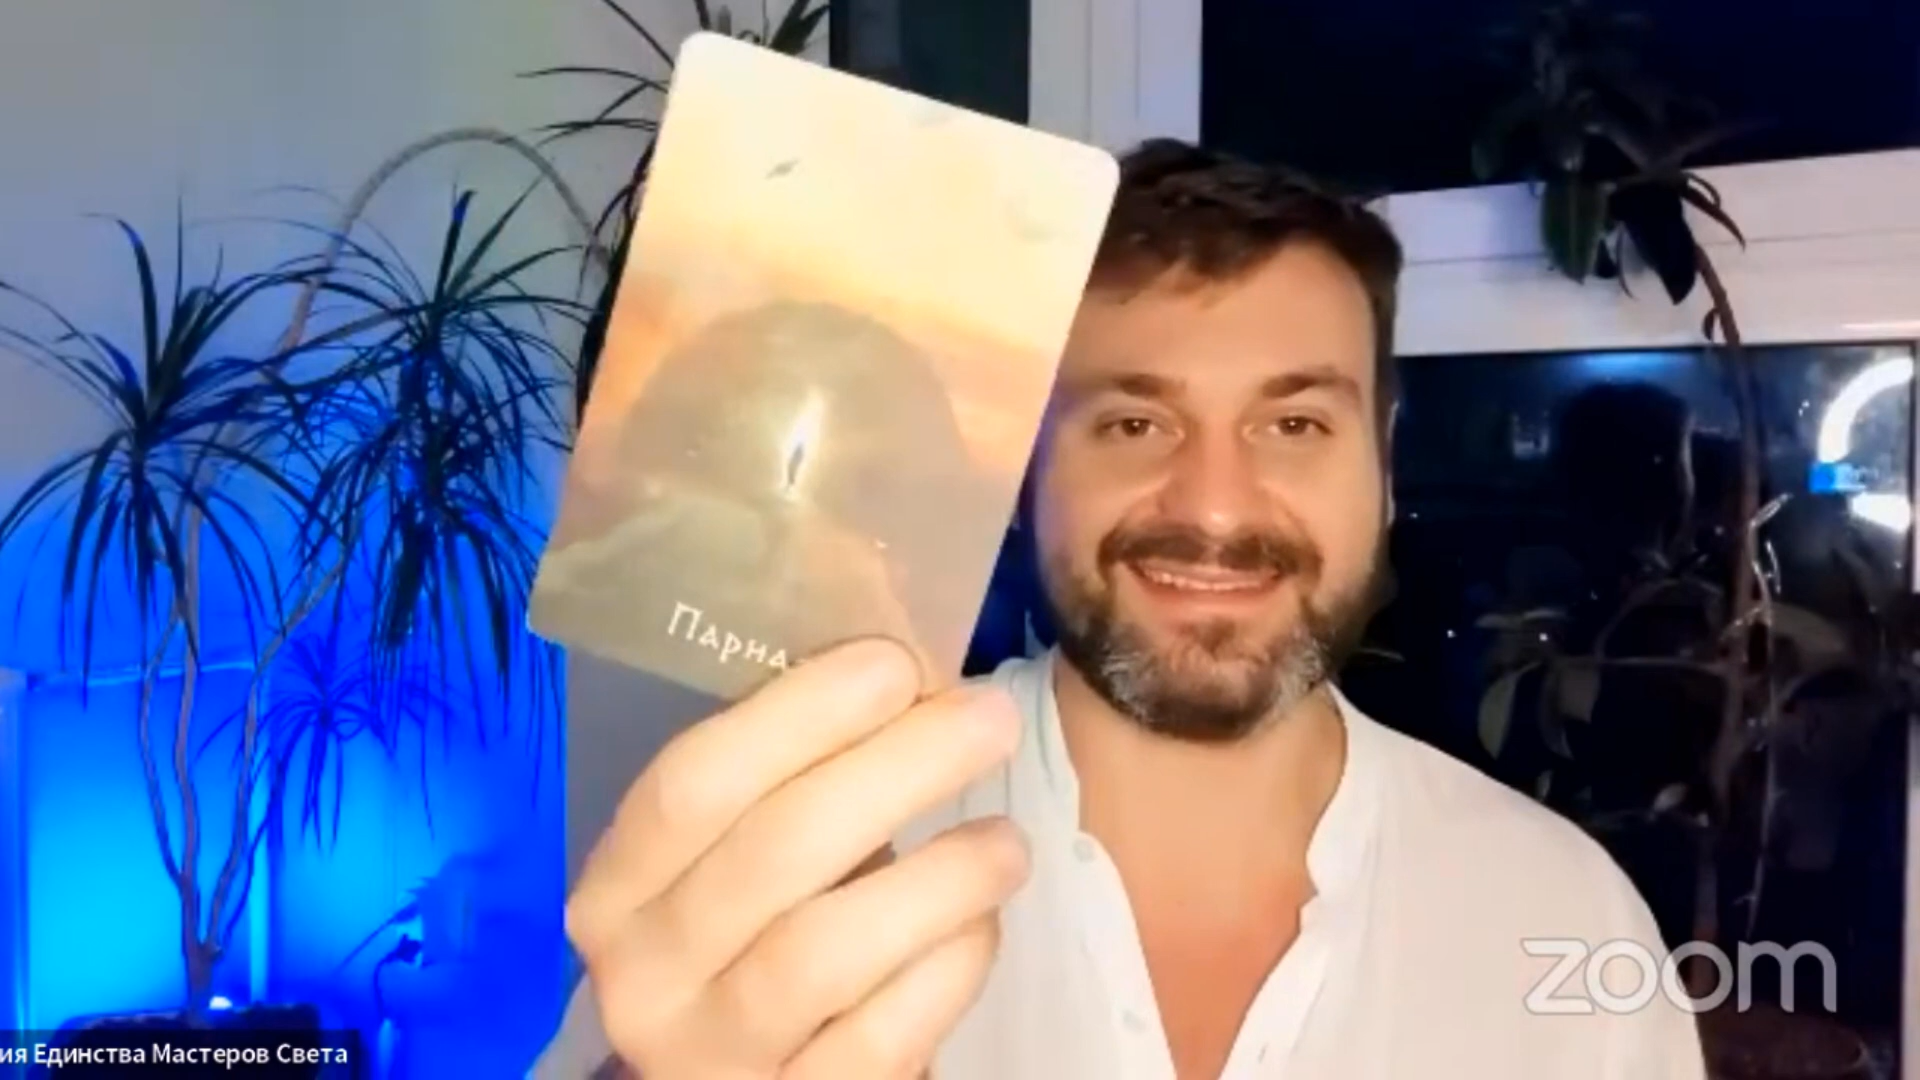 Парна
zoom
ия Единства Мастеров Света